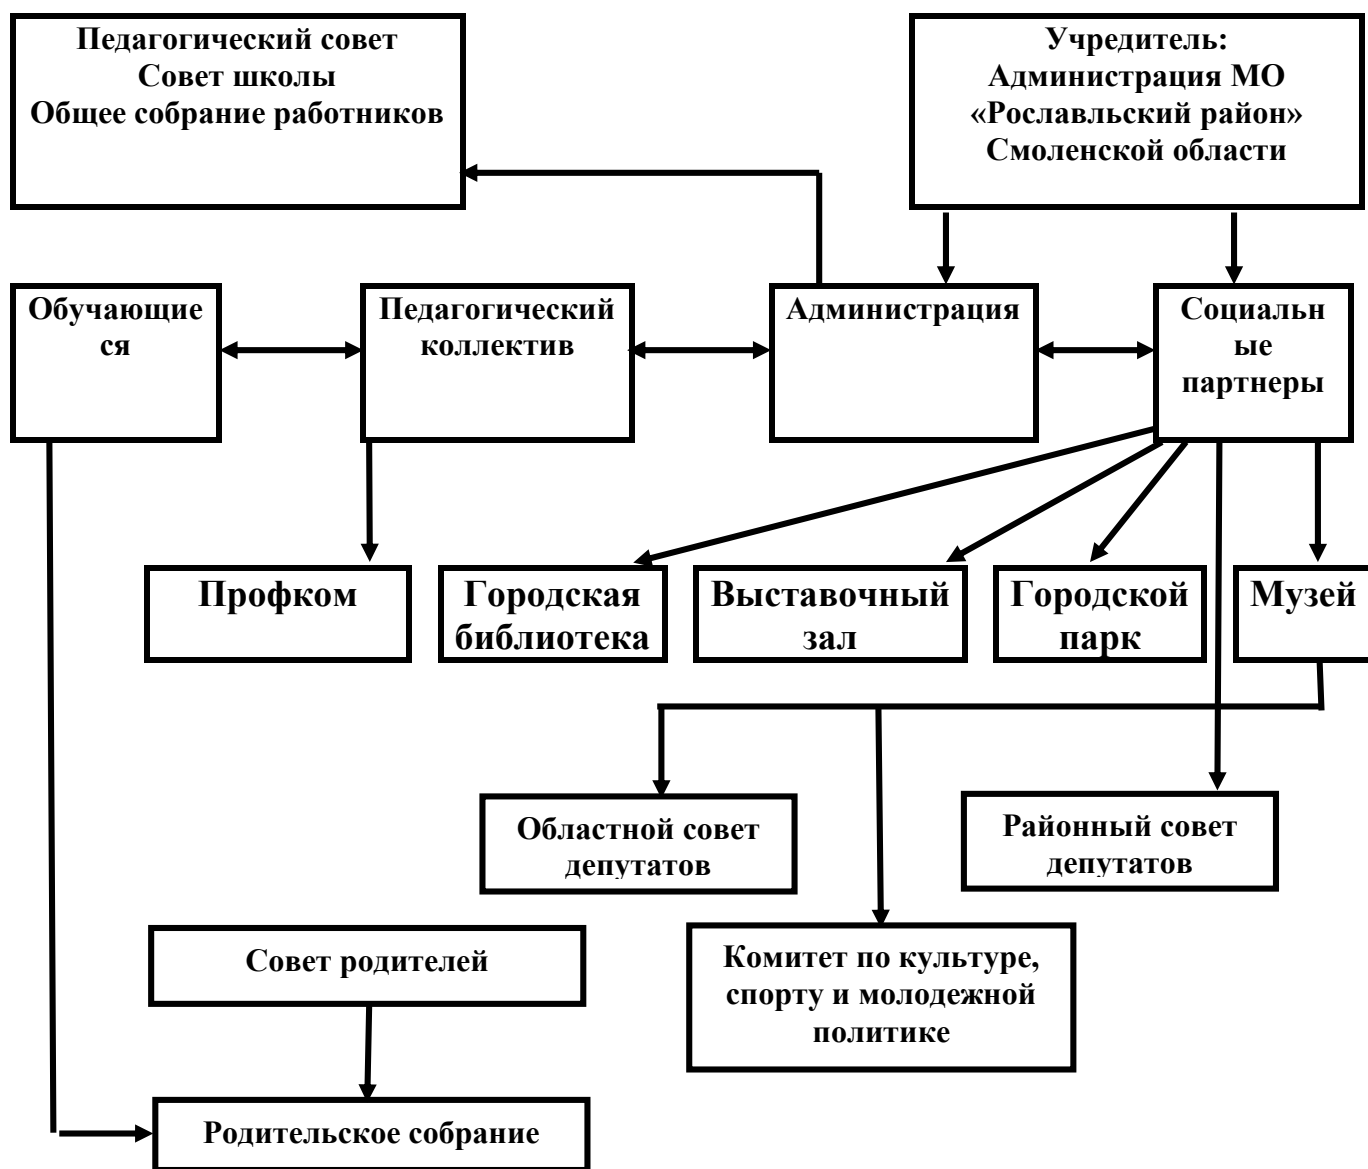 Педагогический совет
Совет школы
Общее собрание работников
Учредитель:
Администрация МО
«Рославльский район»
Смоленской области
Обучающие
ся
Педагогический
коллектив
Администрация
Социальн
ые
партнеры
Профком
Городская
библиотека
Выставочный
зал
Городской
парк
Музей
Областной совет
депутатов
Районный совет
депутатов
Совет родителей
Комитет по культуре,
спорту и молодежной
политике
Родительское собрание